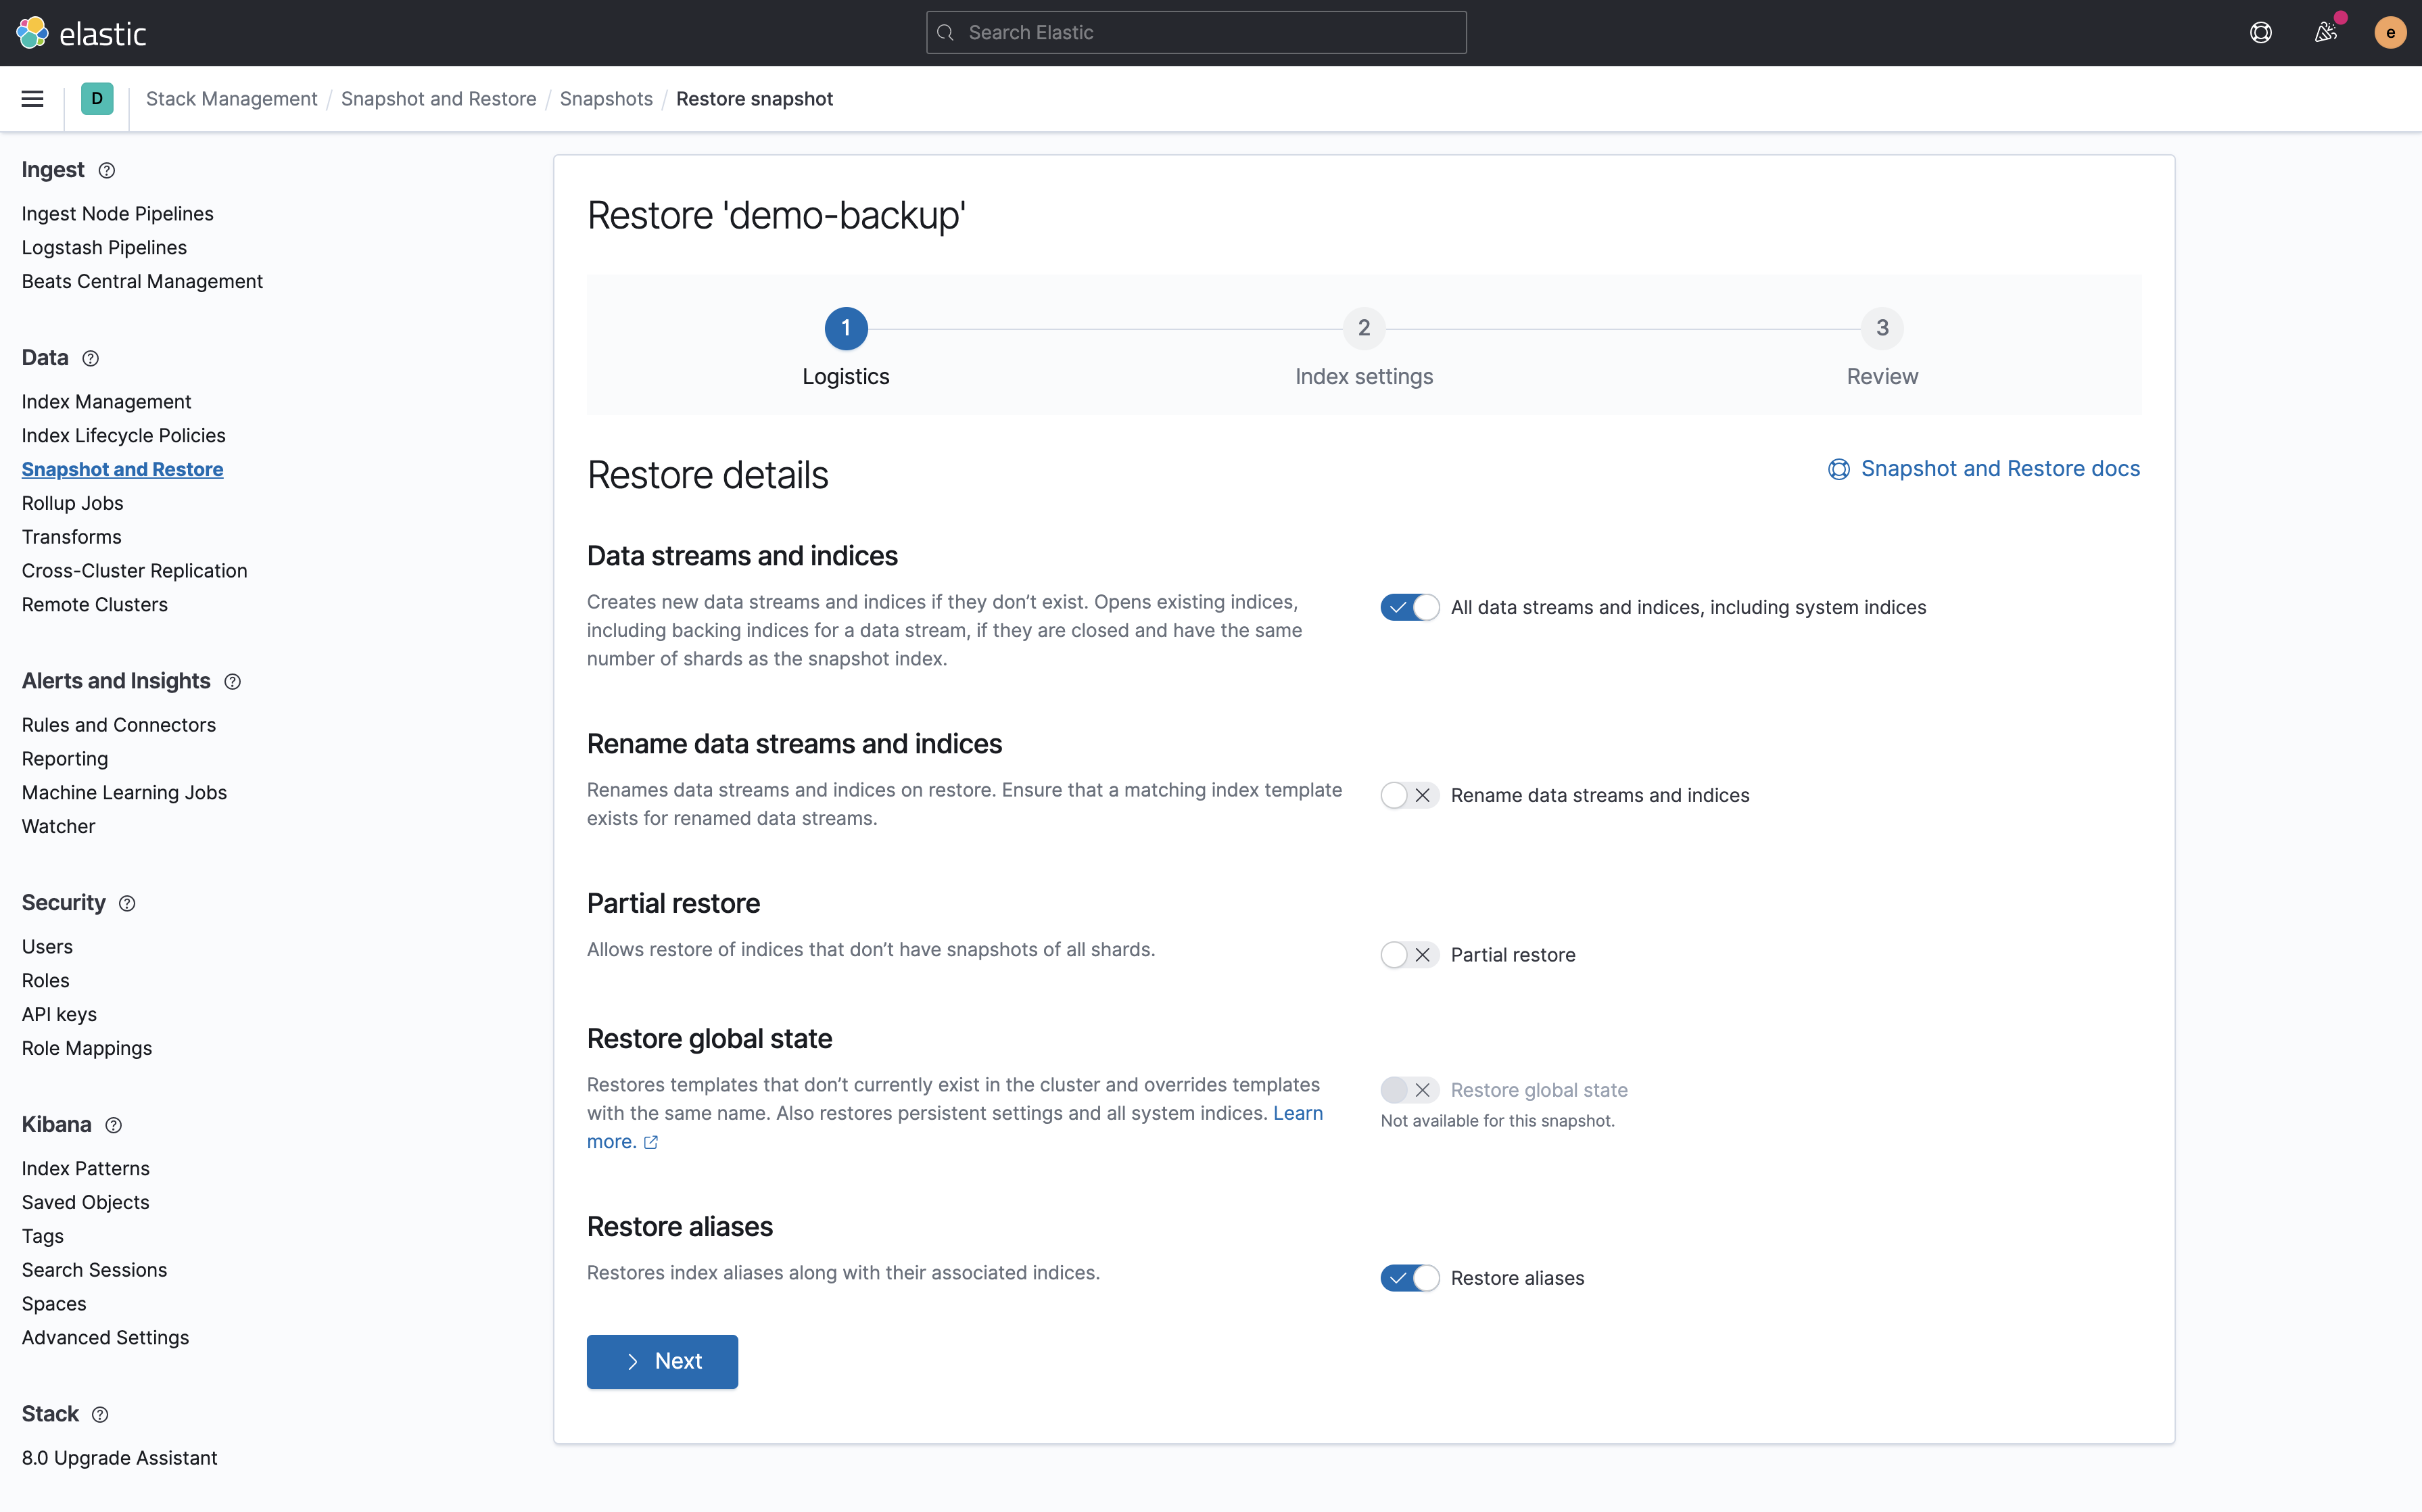 elastic
Search Elastic
e
D
Stack Management / Snapshot and Restore / Snapshots / Restore snapshot
Ingest
Ingest Node Pipelines
Logstash Pipelines
Beats Central Management
Data
Index Management
Index Lifecycle Policies
Snapshot and Restore
Rollup Jobs
Transforms
Cross-Cluster Replication
Remote Clusters
Alerts and Insights
Rules and Connectors
Reporting
Machine Learning Jobs
Watcher
Security
Users
Roles
API keys
Role Mappings
Kibana
Index Patterns
Saved Objects
Tags
Search Sessions
Spaces
Advanced Settings
Stack
8.0 Upgrade Assistant
Restore 'demo-backup'
1
2
3
Logistics
Index settings
Review
Restore details
Snapshot and Restore docs
Data streams and indices
Creates new data streams and indices if they don’t exist. Opens existing indices,
including backing indices for a data stream, if they are closed and have the same
number of shards as the snapshot index.
All data streams and indices, including system indices
Rename data streams and indices
Renames data streams and indices on restore. Ensure that a matching index template
exists for renamed data streams.
Rename data streams and indices
Partial restore
Allows restore of indices that don’t have snapshots of all shards.
Partial restore
Restore global state
Restores templates that don’t currently exist in the cluster and overrides templates
with the same name. Also restores persistent settings and all system indices. Learn
more.
Restore global state
Not available for this snapshot.
Restore aliases
Restores index aliases along with their associated indices.
Restore aliases
Next